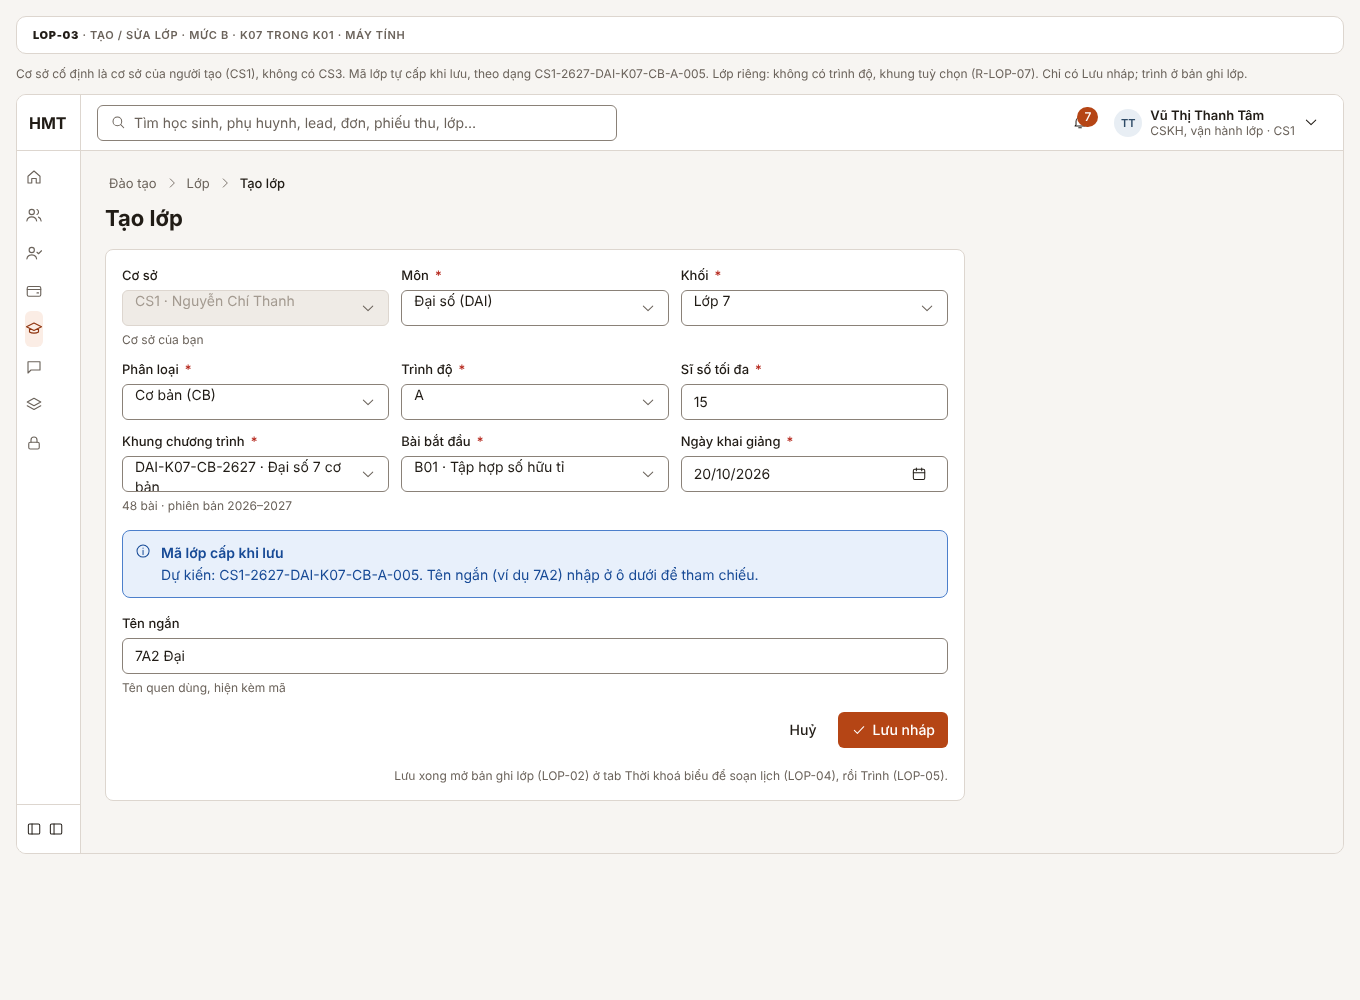 LOP-03 · TẠO / SỬA LỚP · MỨC B · K07 TRONG K01 · MÁY TÍNH
Cơ sở cố định là cơ sở của người tạo (CS1), không có CS3. Mã lớp tự cấp khi lưu, theo dạng CS1-2627-DAI-K07-CB-A-005. Lớp riêng: không có trình độ, khung tuỳ chọn (R-LOP-07). Chỉ có Lưu nháp; trình ở bản ghi lớp.
HMT
Tìm học sinh, phụ huynh, lead, đơn, phiếu thu, lớp...
7
TT
Vũ Thị Thanh Tâm
CSKH, vận hành lớp · CS1
Đào tạo
Lớp
Tạo lớp
Tạo lớp
Cơ sở
Môn *
Khối *
CS1 · Nguyễn Chí Thanh
Đại số (DAI)
Lớp 7
Cơ sở của bạn
Phân loại *
Trình độ *
Sĩ số tối đa *
Cơ bản (CB)
A
15
Khung chương trình *
Bài bắt đầu *
Ngày khai giảng *
DAI-K07-CB-2627 · Đại số 7 cơ
bản
B01 · Tập hợp số hữu tỉ
20/10/2026
48 bài · phiên bản 2026–2027
Mã lớp cấp khi lưu
Dự kiến: CS1-2627-DAI-K07-CB-A-005. Tên ngắn (ví dụ 7A2) nhập ở ô dưới để tham chiếu.
Tên ngắn
7A2 Đại
Tên quen dùng, hiện kèm mã
Huỷ
Lưu nháp
Lưu xong mở bản ghi lớp (LOP-02) ở tab Thời khoá biểu để soạn lịch (LOP-04), rồi Trình (LOP-05).